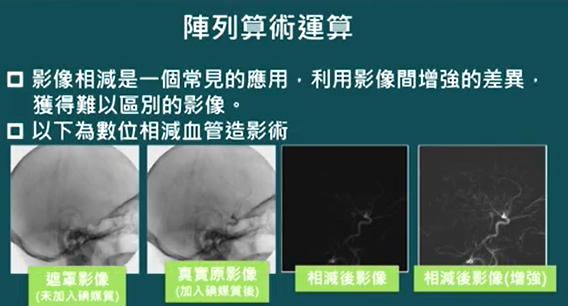 陣列算術運算
影像相減是一個常見的應用，利用影像間增強的差異，
獲得難以區別的影像。
以下為數位相減血管造影術
遮罩影像
(未加入碘媒質)
真實原影像
(加入碘媒質後)
相減後影像
相減後影像(增強)